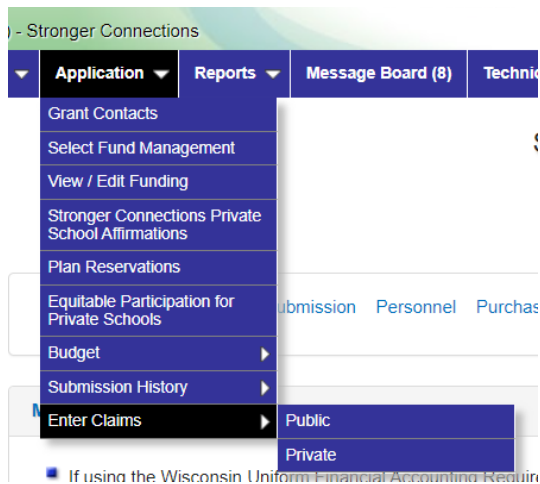 ) - Stronger Connections
Application Reports Message Board (8) Technic
Grant Contacts
Select Fund Management
View / Edit Funding
Stronger Connections Private
School Affirmations
Plan Reservations
Equitable Participation for
Private Schools
ubmission Personnel Purchas
Budget
Submission History
Enter Claims
Public
Private
If using the Wisconsin Uniform Financial Accounting Require